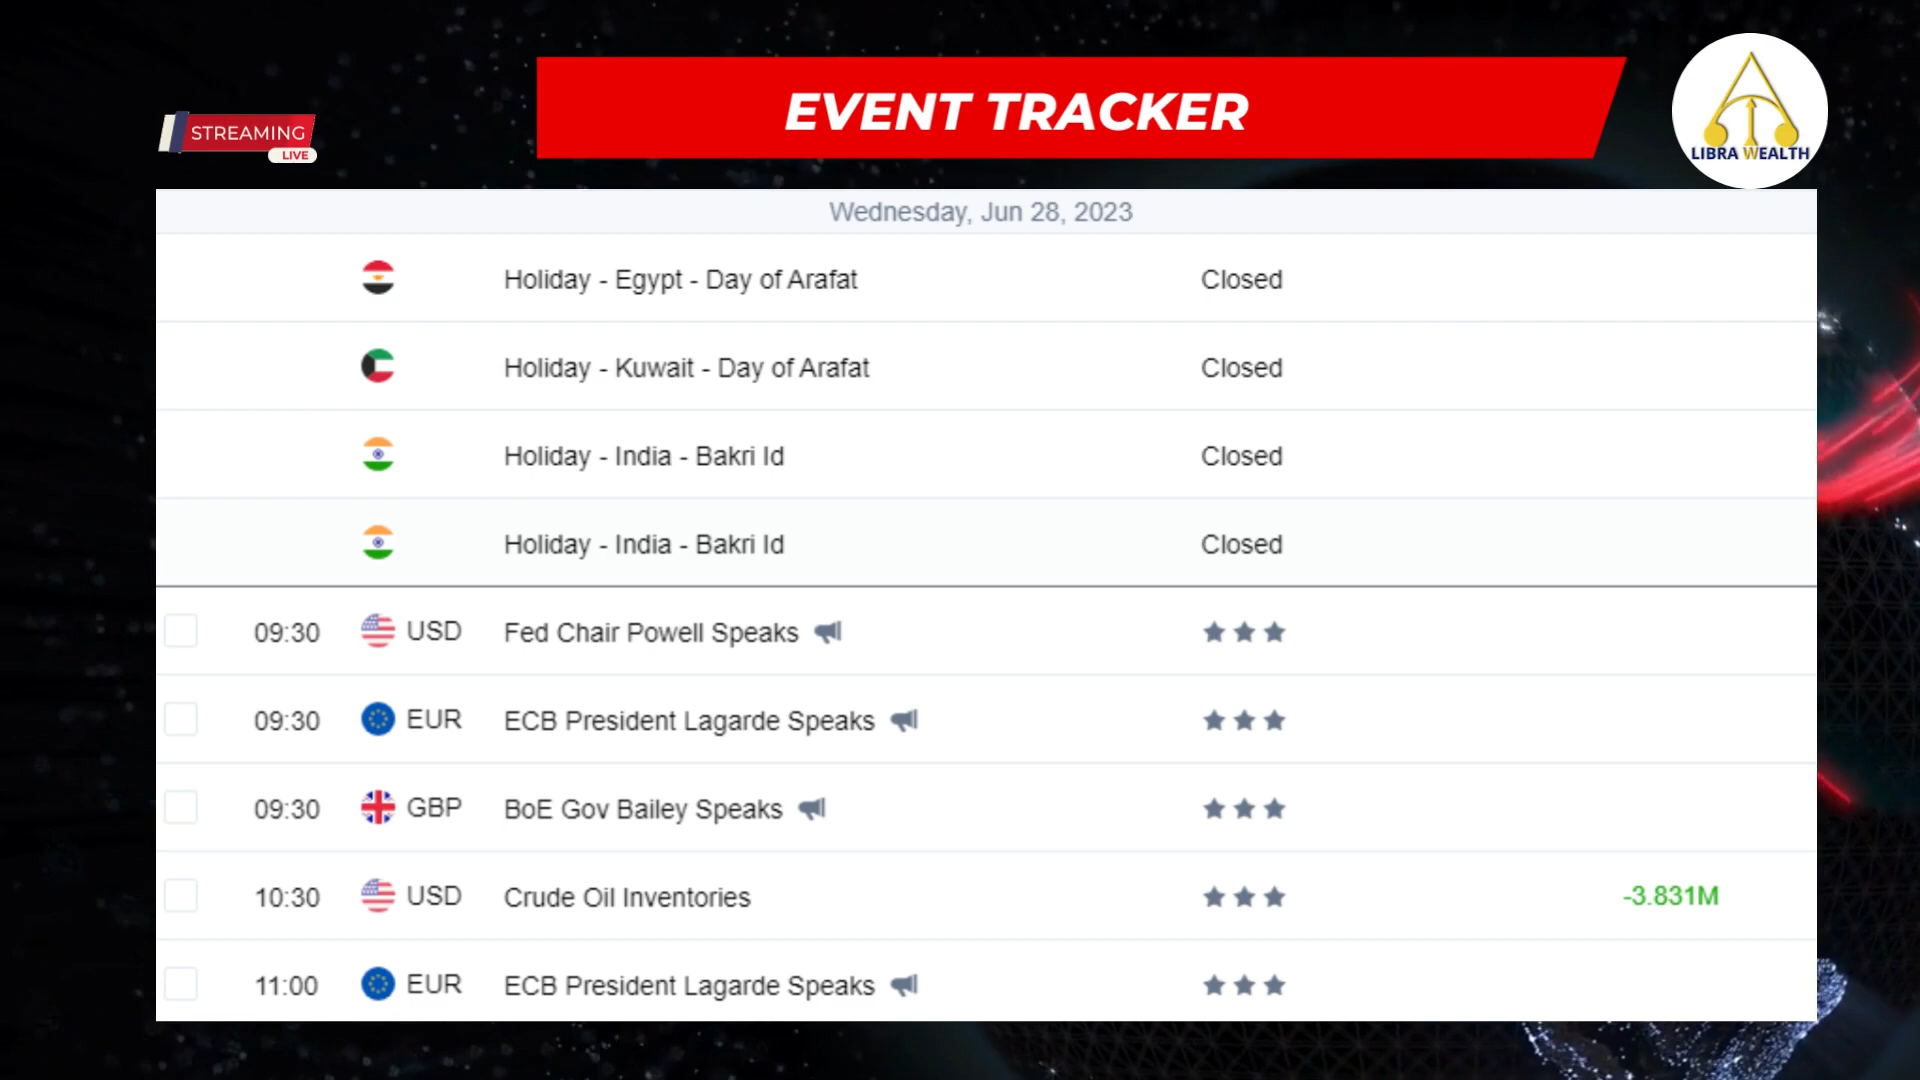 EVENT TRACKER
STREAMING
LIVE
LIBRA WEALTH
Wednesday, Jun 28, 2023
Holiday - Egypt - Day of Arafat Closed
Holiday - Kuwait - Day of Arafat Closed
Holiday - India - Bakri Id Closed
Holiday - India - Bakri Id Closed
09:30 USD Fed Chair Powell Speaks
09:30 EUR ECB President Lagarde Speaks
09:30 GBP BoE Gov Bailey Speaks
10:30 USD Crude Oil Inventories -3.831M
11:00 EUR ECB President Lagarde Speaks